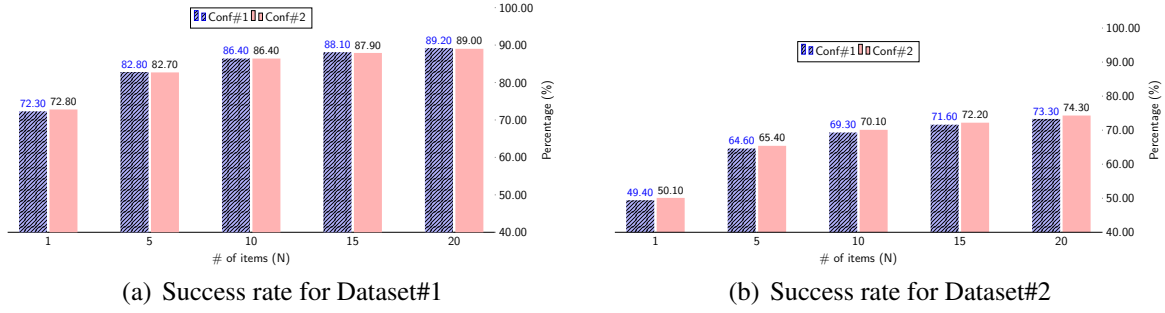 Conf#1 Conf#2
100.00
90.00
80.00
70.00
60.00
50.00
40.00
Percentage (%)
72.30 72.80
82.80 82.70
86.40 86.40
88.10 87.90
89.20 89.00
1 5 10 15 20
# of items (N)
(a) Success rate for Dataset#1
Conf#1 Conf#2
100.00
90.00
80.00
70.00
60.00
50.00
40.00
Percentage (%)
49.40 50.10
64.60 65.40
69.30 70.10
71.60 72.20
73.30 74.30
1 5 10 15 20
# of items (N)
(b) Success rate for Dataset#2